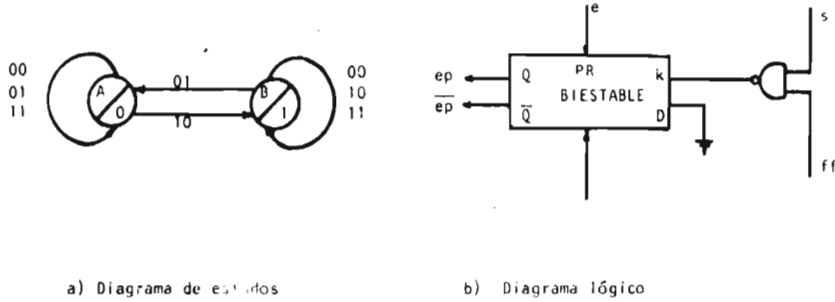 00
01
11
A
0
01
10
B
1
00
10
11
e
s
ep
Q
PR
k
BIESTABLE
ep
Q
D
ff
a) Diagrama de
b) Diagrama lógico